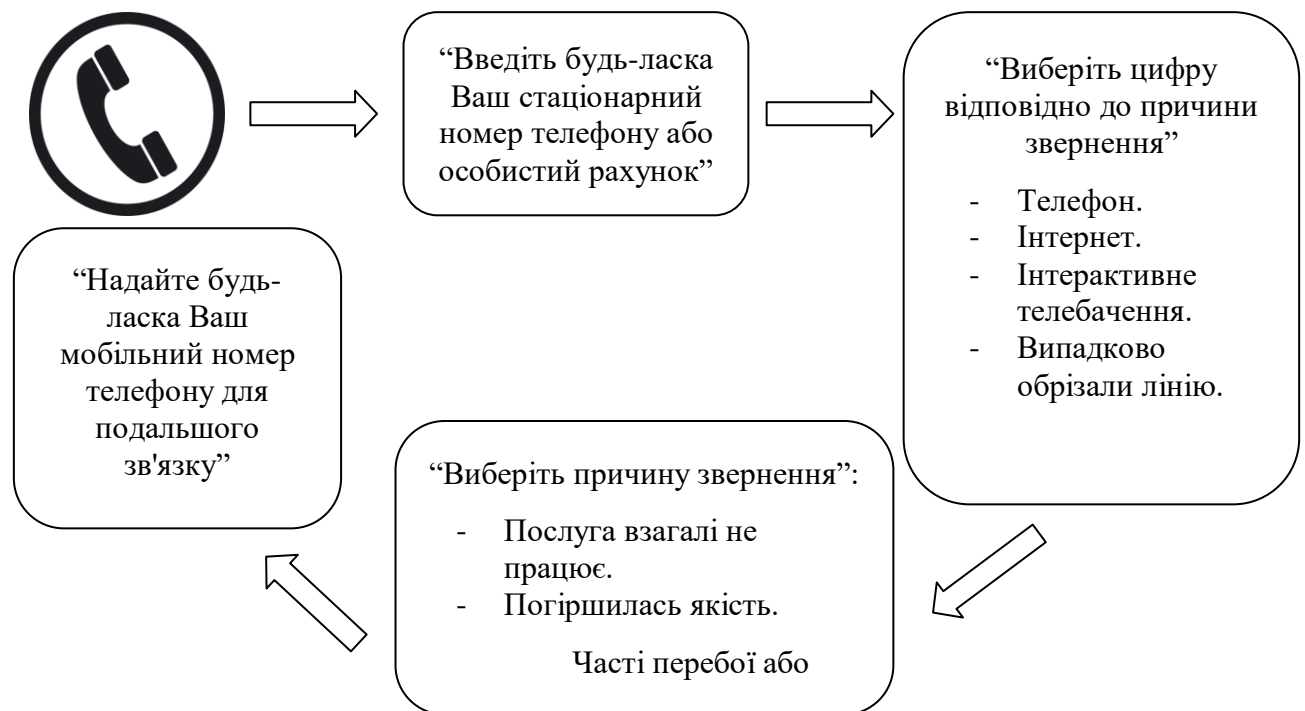 “Введіть будь-ласка
Ваш стаціонарний
номер телефону або
особистий рахунок”
“Виберіть цифру
відповідно до причини
звернення”
- Телефон.
- Інтернет.
- Інтерактивне
телебачення.
- Випадково
обрізали лінію.
“Виберіть причину звернення”:
- Послуга взагалі не
працює.
- Погіршилась якість.
Часті перебої або
“Надайте будь-
ласка Ваш
мобільний номер
телефону для
подальшого
зв'язку”